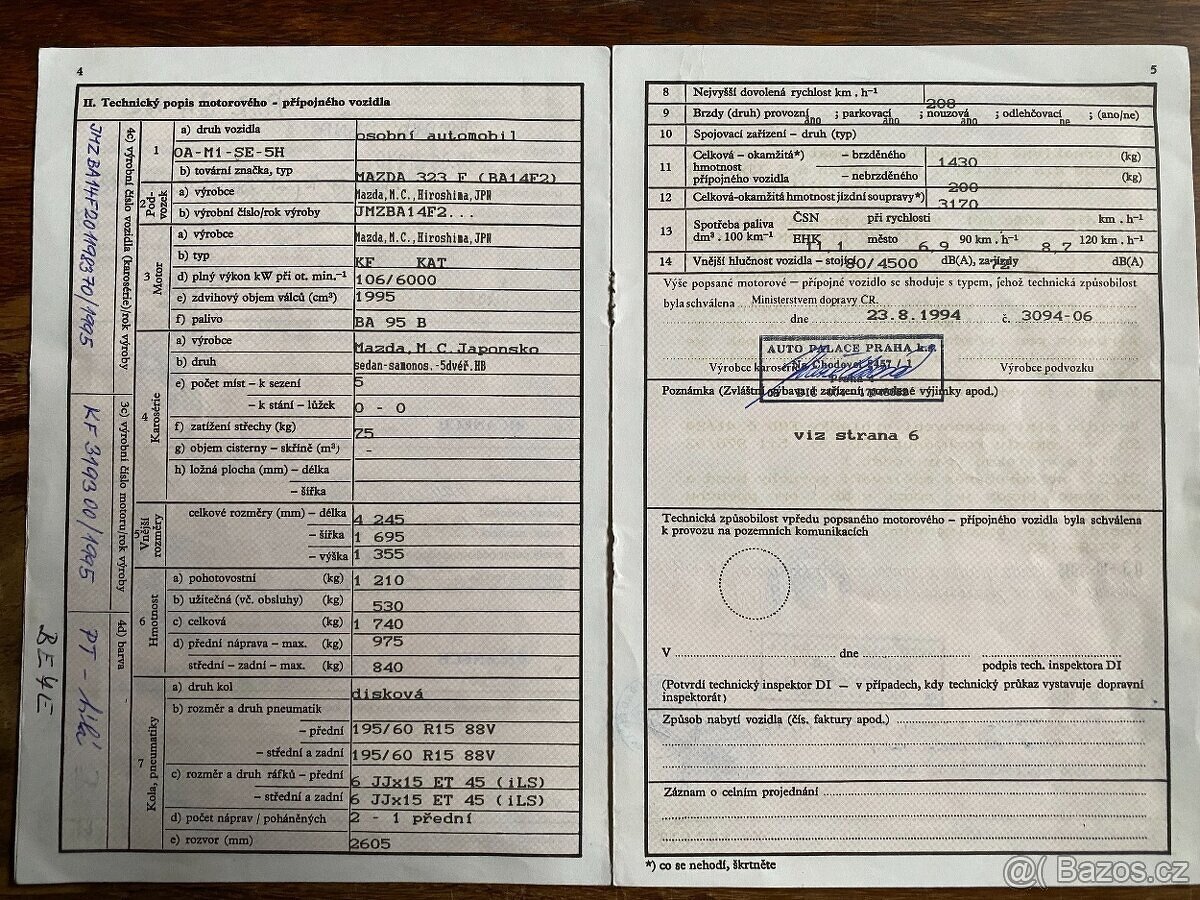 4
II. Technický popis motorového - přípojného vozidla
4c) výrobní číslo vozidla (karosérie)/rok výroby
3c) výrobní číslo motoru/rok výroby
KF 319300/1995
4d) barva
PT - bílá
BE4E
1
a) druh vozidla osobní automobil
OA-M1-SE-5H
b) tovární značka, typ MAZDA 323 F (BA14F2)
2 Podvozek
a) výrobce Mazda,M.C.,Hiroshima,JPN
b) výrobní číslo/rok výroby JMZBA14F2...
3 Motor
a) výrobce Mazda,M.C.,Hiroshima,JPN
b) typ KF KAT
d) plný výkon kW při ot. min.⁻¹ 106/6000
e) zdvihový objem válců (cm³) 1995
f) palivo BA 95 B
4 Karosérie
a) výrobce Mazda,M.C.Japonsko
b) druh sedan-samonos.-5dvéř.HB
e) počet míst – k sezení 5
– k stání – lůžek 0 - 0
f) zatížení střechy (kg) 75
g) objem cisterny – skříně (m³) -
h) ložná plocha (mm) – délka
– šířka
5 Vnější rozměry
celkové rozměry (mm) – délka 4 245
– šířka 1 695
– výška 1 355
6 Hmotnost
a) pohotovostní (kg) 1 210
b) užitečná (vč. obsluhy) (kg) 530
c) celková (kg) 1 740
d) přední náprava – max. (kg) 975
střední – zadní – max. (kg) 840
7 Kola, pneumatiky
a) druh kol disková
b) rozměr a druh pneumatik
– přední 195/60 R15 88V
– střední a zadní 195/60 R15 88V
c) rozměr a druh ráfků – přední 6 JJx15 ET 45 (iLS)
– střední a zadní 6 JJx15 ET 45 (iLS)
d) počet náprav / poháněných 2 - 1 přední
e) rozvor (mm) 2605
5
8 Nejvyšší dovolená rychlost km . h⁻¹ 208
9 Brzdy (druh) provozní ano ; parkovací ano ; nouzová ano ; odlehčovací ne ; (ano/ne)
10 Spojovací zařízení – druh (typ)
11 Celková – okamžitá*) hmotnost přípojného vozidla – brzděného 1430 (kg)
– nebrzděného 200 (kg)
12 Celková-okamžitá hmotnost jízdní soupravy*) 3170
13 Spotřeba paliva dm³ . 100 km⁻¹ ČSN při rychlosti km . h⁻¹
EHK 11,1 město 6,9 90 km . h⁻¹ 8,7 120 km . h⁻¹
14 Vnější hlučnost vozidla – stojící 80/4500 dB(A), za jízdy 72 dB(A)
Výše popsané motorové – přípojné vozidlo se shoduje s typem, jehož technická způsobilost
byla schválena Ministerstvem dopravy ČR.
dne 23.8.1994 č. 3094-06
AUTO PALACE PRAHA k.s.
Výrobce karosérie Výrobce podvozku
Na Chodovci 2457/1
Praha 4
Poznámka (Zvláštní výbava a zařízení, povolené výjimky apod.)
viz strana 6
Technická způsobilost vpředu popsaného motorového – přípojného vozidla byla schválena
k provozu na pozemních komunikacích
V dne
podpis tech. inspektora DI
(Potvrdí technický inspektor DI — v případech, kdy technický průkaz vystavuje dopravní
inspektorát)
Způsob nabytí vozidla (čís. faktury apod.)
Záznam o celním projednání
*) co se nehodí, škrtněte
@( Bazos.cz